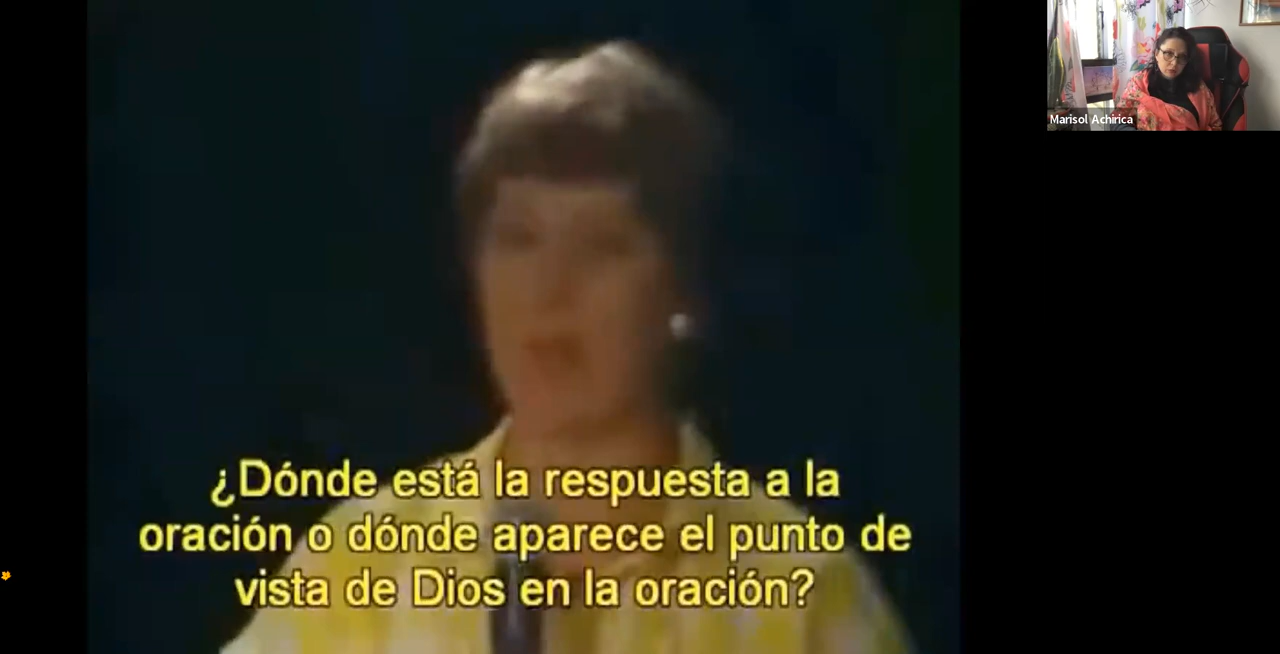 Marisol Achirica
¿Dónde está la respuesta a la
oración o dónde aparece el punto de
vista de Dios en la oración?